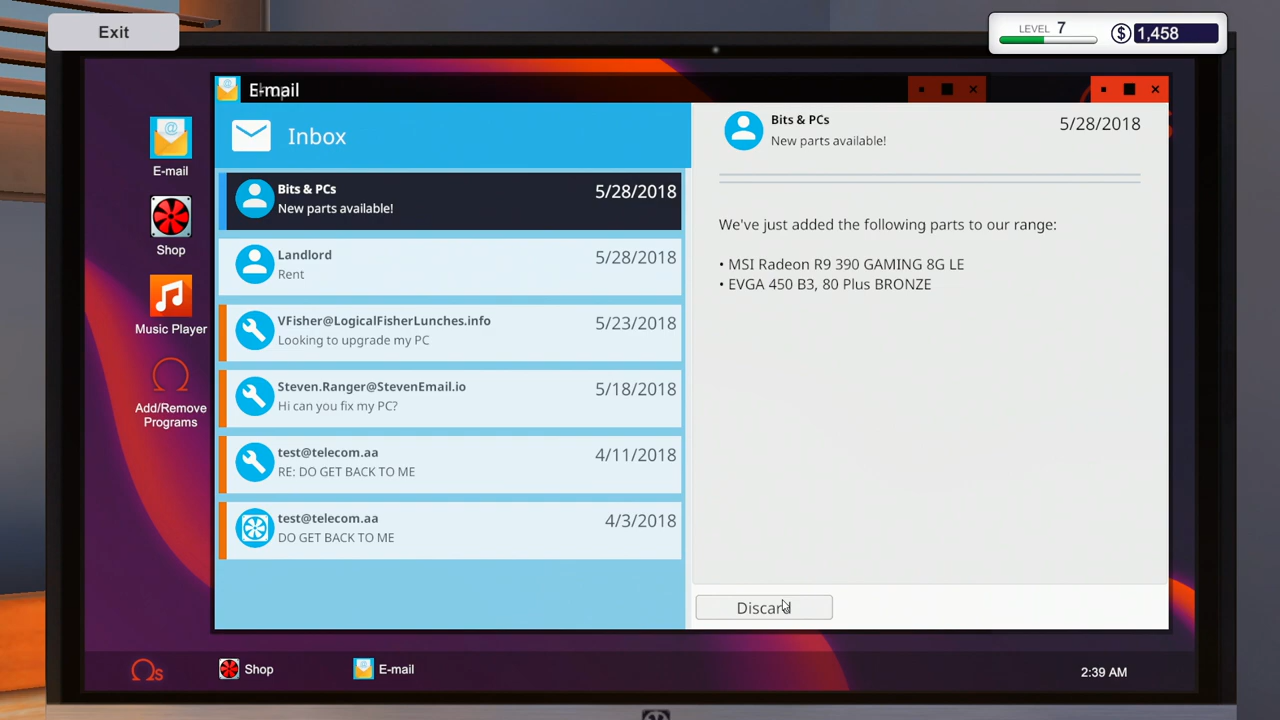 Exit
LEVEL 7
$ 1,458
E-mail
E-mail
Shop
Music Player
Add/Remove
Programs
Inbox
Bits & PCs
5/28/2018
New parts available!
Landlord
5/28/2018
Rent
VFisher@LogicalFisherLunches.info
5/23/2018
Looking to upgrade my PC
Steven.Ranger@StevenEmail.io
5/18/2018
Hi can you fix my PC?
test@telecom.aa
4/11/2018
RE: DO GET BACK TO ME
test@telecom.aa
4/3/2018
DO GET BACK TO ME
Bits & PCs
5/28/2018
New parts available!
We've just added the following parts to our range:
• MSI Radeon R9 390 GAMING 8G LE
• EVGA 450 B3, 80 Plus BRONZE
Discard
Ωs
Shop
E-mail
2:39 AM